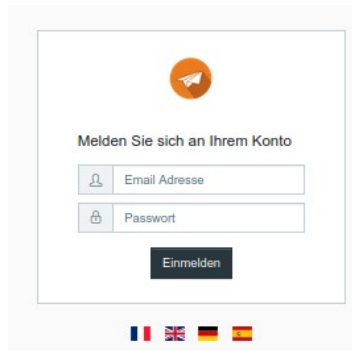 Melden Sie sich an Ihrem Konto
Email Adresse
Passwort
Einmelden